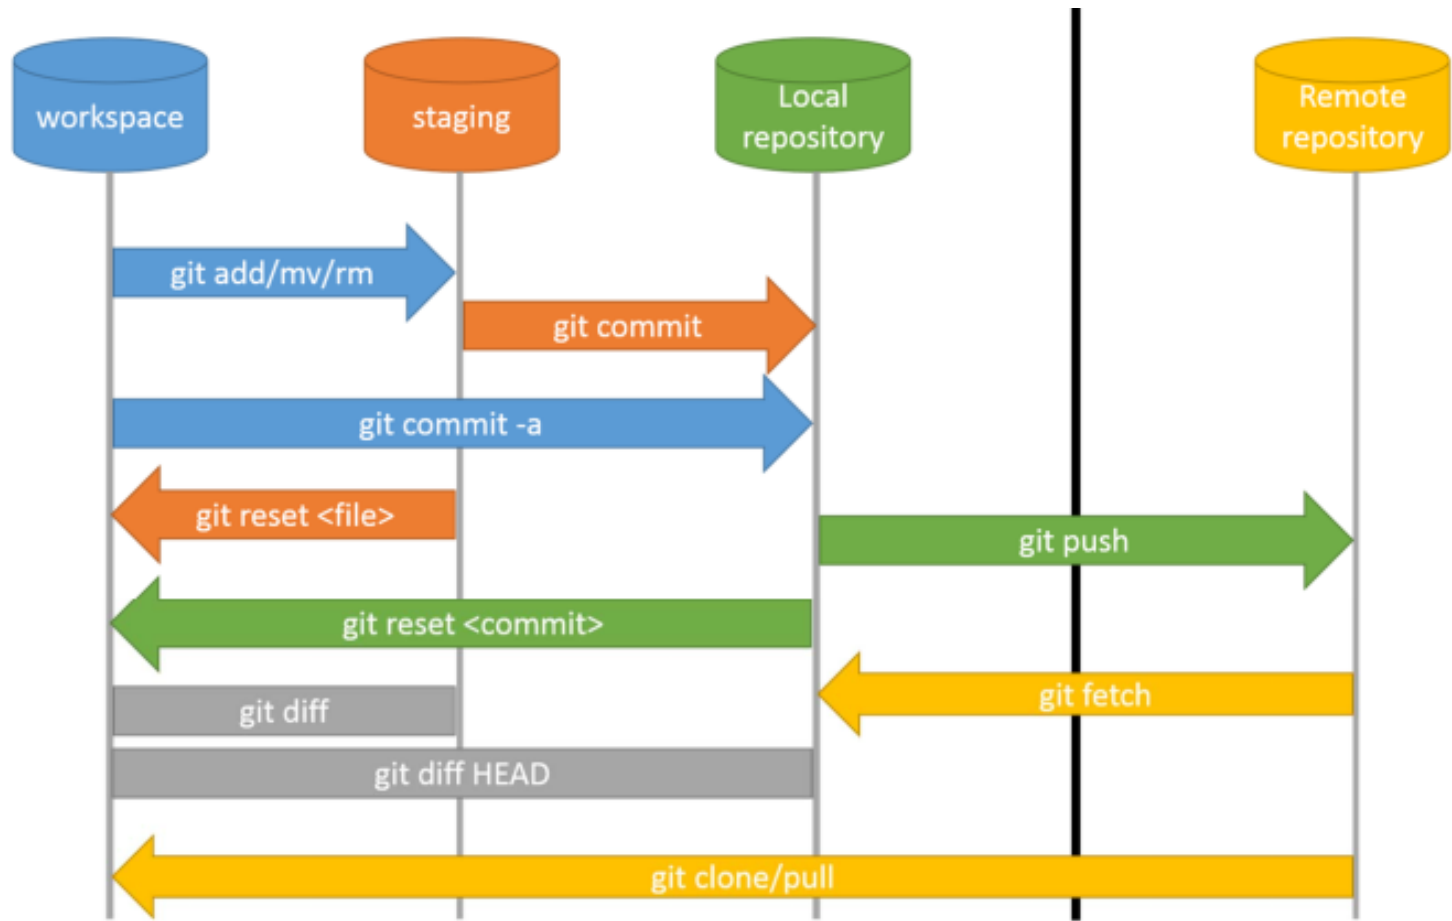 workspace
staging
Local
repository
Remote
repository
git add/mv/rm
git commit
git commit -a
git reset <file>
git push
git reset <commit>
git fetch
git diff
git diff HEAD
git clone/pull